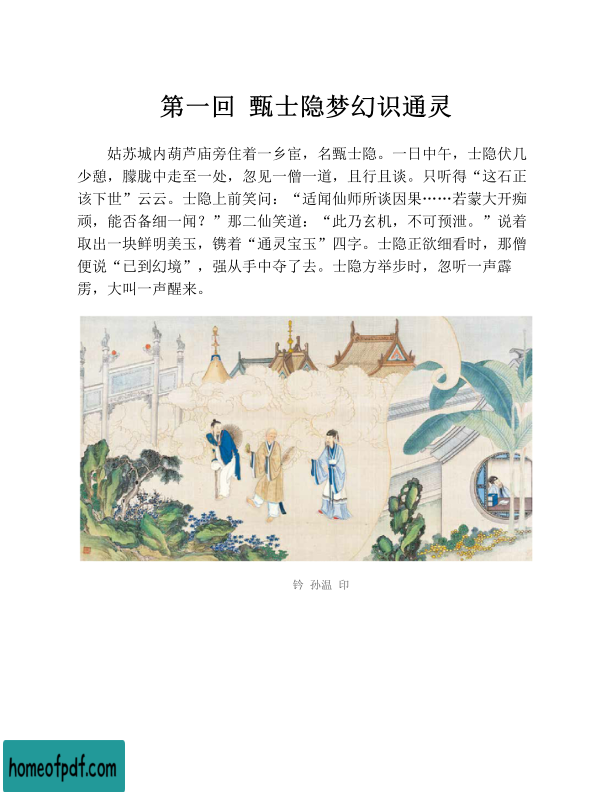 第一回 甄士隐梦幻识通灵
姑苏城内葫芦庙旁住着一乡宦，名甄士隐。一日中午，士隐伏几
少憩，朦胧中走至一处，忽见一僧一道，且行且谈。只听得“这石正
该下世”云云。士隐上前笑问：“适闻仙师所谈因果……若蒙大开痴
顽，能否备细一闻？”那二仙笑道：“此乃玄机，不可预泄。”说着
取出一块鲜明美玉，镌着“通灵宝玉”四字。士隐正欲细看时，那僧
便说“已到幻境”，强从手中夺了去。士隐方举步时，忽听一声霹
雳，大叫一声醒来。
钤 孙温 印
homeofpdf.com